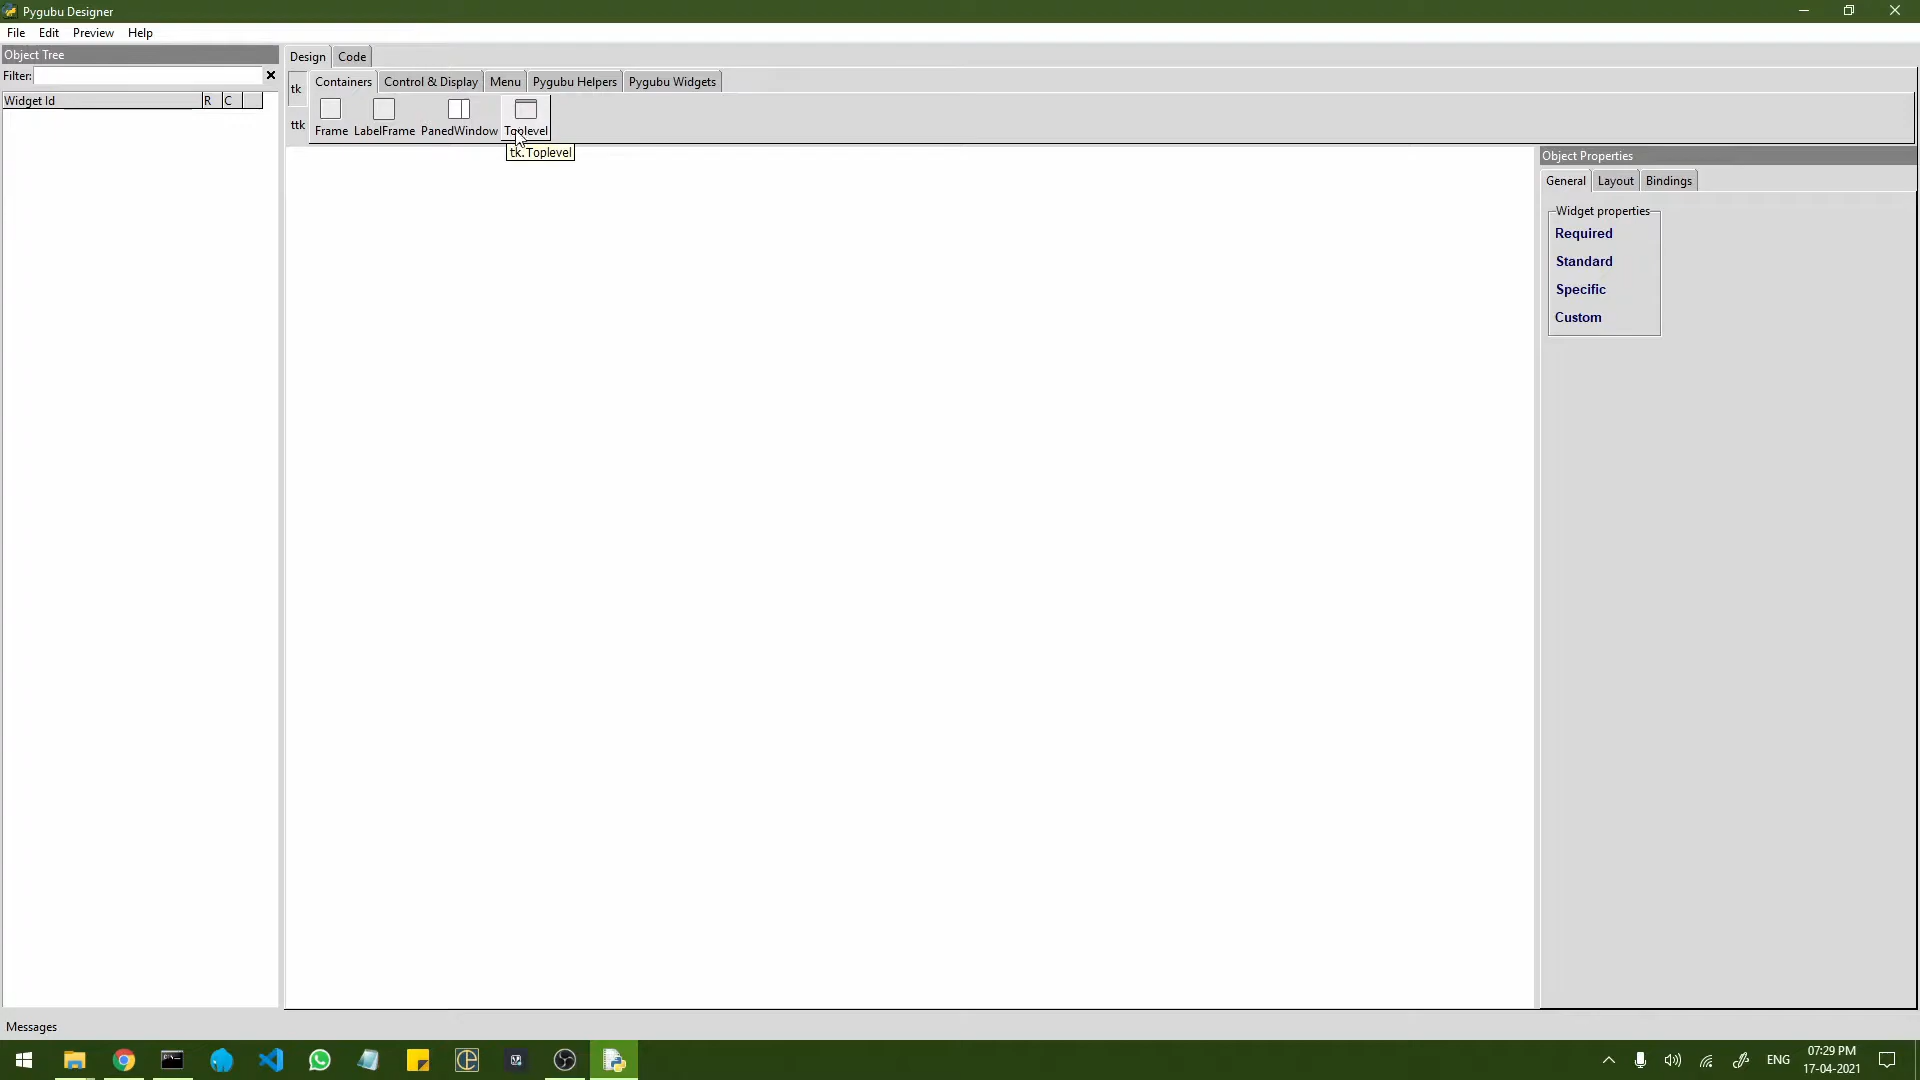 Pygubu Designer
File Edit Preview Help
Object Tree
Design Code
Filter:
tk Containers Control & Display Menu Pygubu Helpers Pygubu Widgets
Widget Id R C
ttk Frame LabelFrame PanedWindow Toplevel
tk.Toplevel
Object Properties
General Layout Bindings
Widget properties
Required
Standard
Specific
Custom
Messages
ENG
07:29 PM
17-04-2021